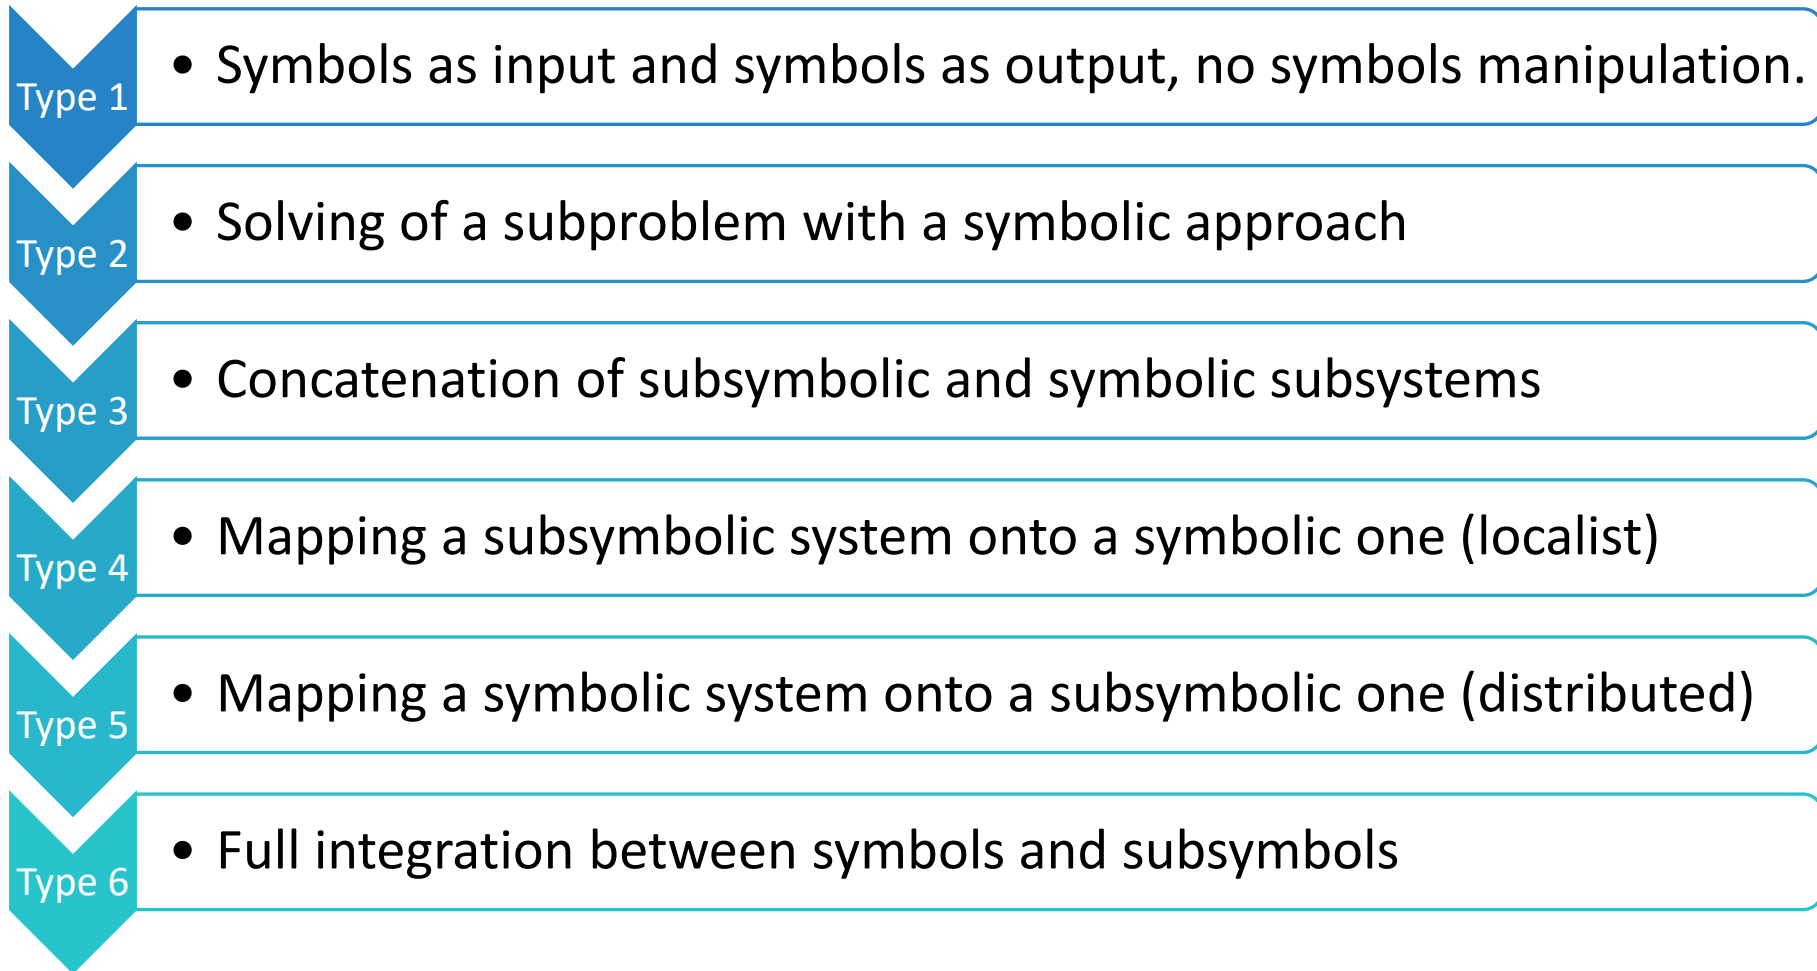 Type 1
• Symbols as input and symbols as output, no symbols manipulation.
Type 2
• Solving of a subproblem with a symbolic approach
Type 3
• Concatenation of subsymbolic and symbolic subsystems
Type 4
• Mapping a subsymbolic system onto a symbolic one (localist)
Type 5
• Mapping a symbolic system onto a subsymbolic one (distributed)
Type 6
• Full integration between symbols and subsymbols